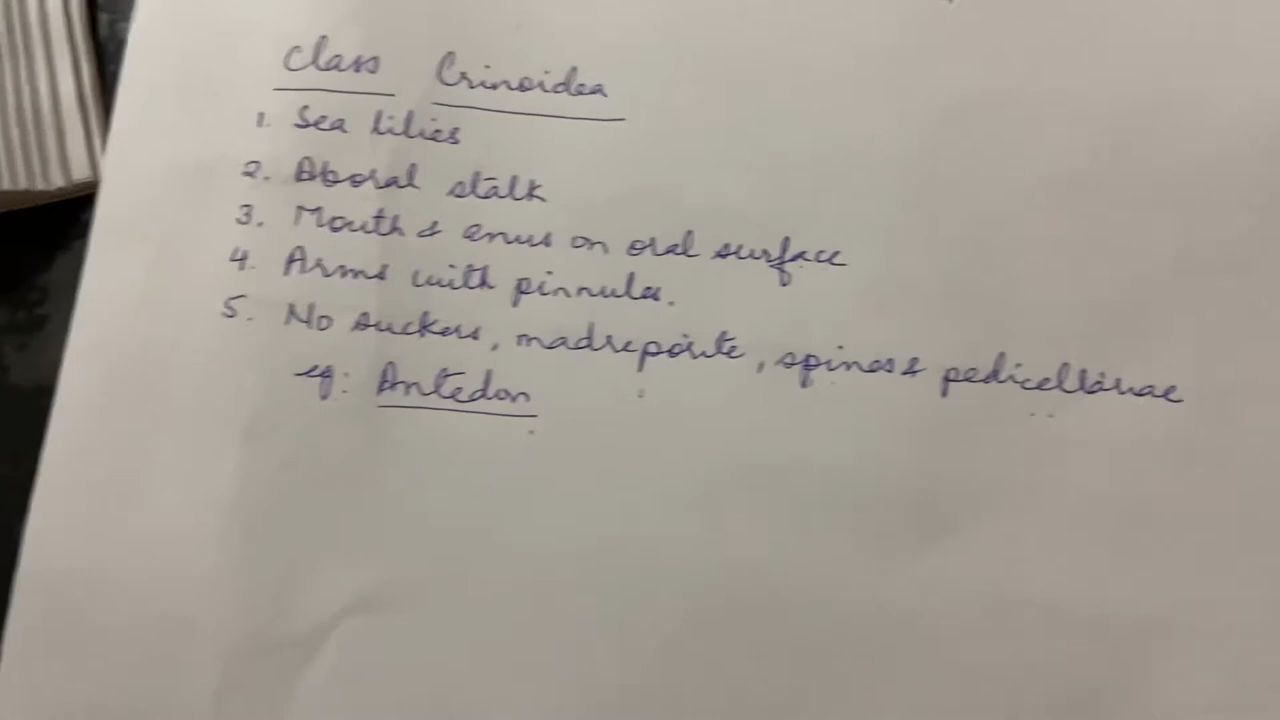 Class Crinoidea
1. Sea lilies
2. Aboral stalk
3. Mouth & anus on oral surface
4. Arms with pinnules.
5. No suckers, madreporite, spines & pedicellariae
eg: Antedon